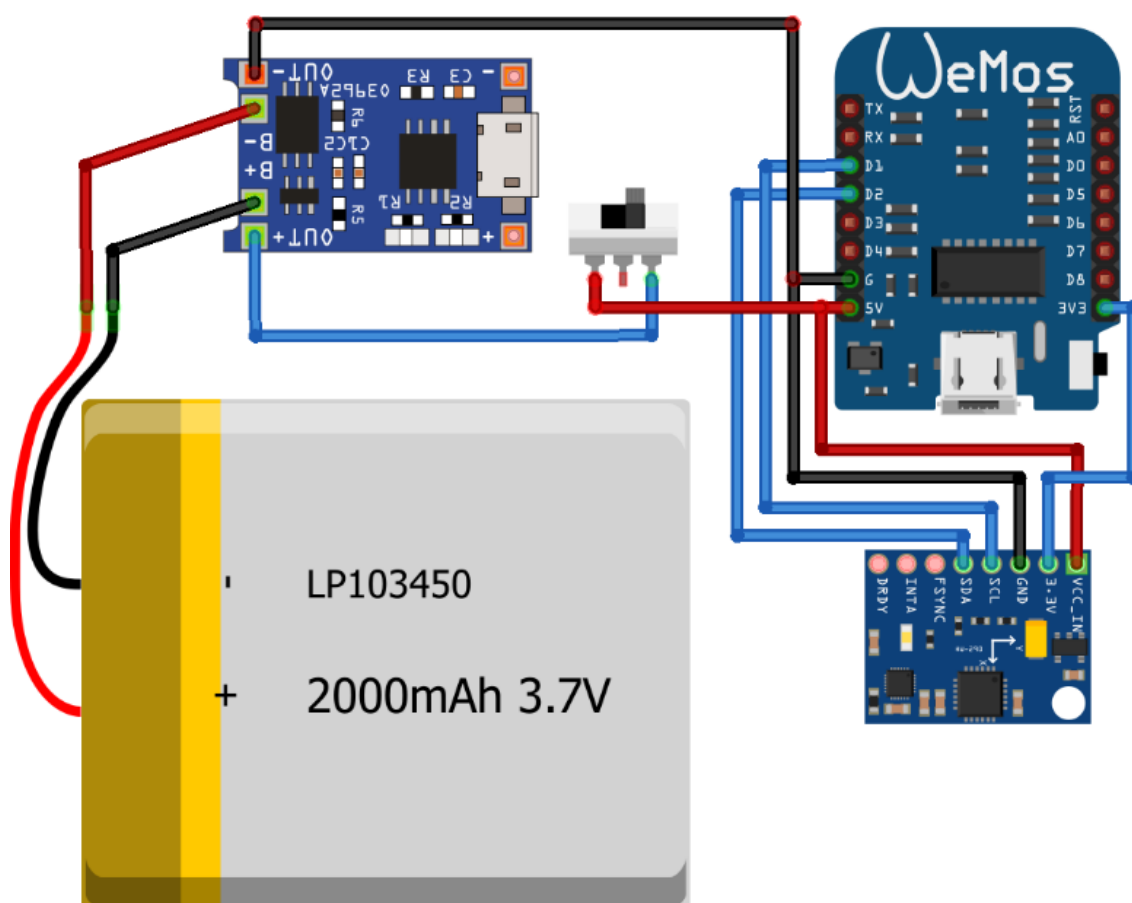 OUT-
03962A
R3
C3
-
R6
B-
C1C2
B+
R5
R1
R2
OUT+
+
WeMos
TX
RX
D1
D2
D3
D4
G
5V
RST
A0
D0
D5
D6
D7
D8
3V3
-
LP103450
+
2000mAh 3.7V
DRDY
INTA
FSYNC
SDA
SCL
GND
3.3V
VCC_IN
X
Y